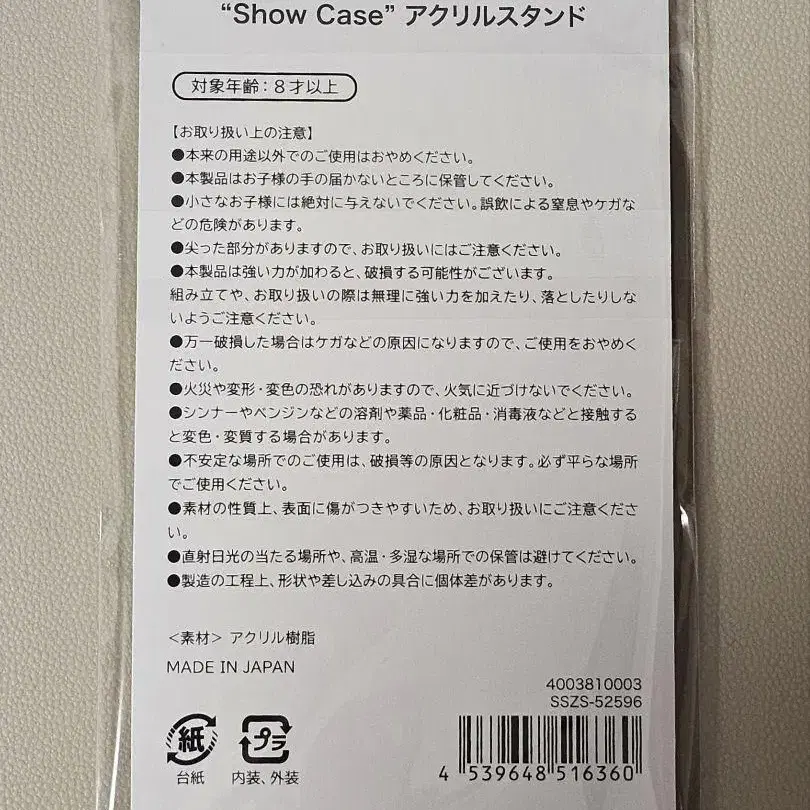 “Show Case” アクリルスタンド
対象年齢：8才以上
【お取り扱い上の注意】
●本来の用途以外でのご使用はおやめください。
●本製品はお子様の手の届かないところに保管してください。
●小さなお子様には絶対に与えないでください。誤飲による窒息やケガな
どの危険があります。
●尖った部分がありますので、お取り扱いにはご注意ください。
●本製品は強い力が加わると、破損する可能性がございます。
組み立てや、お取り扱いの際は無理に強い力を加えたり、落としたりしな
いようご注意ください。
●万一破損した場合はケガなどの原因になりますので、ご使用をおやめく
ださい。
●火災や変形・変色の恐れがありますので、火気に近づけないでください。
●シンナーやベンジンなどの溶剤や薬品・化粧品・消毒液などと接触する
と変色・変質する場合があります。
●不安定な場所でのご使用は、破損等の原因となります。必ず平らな場所
でご使用ください。
●素材の性質上、表面に傷がつきやすいため、お取り扱いにご注意くださ
い。
●直射日光の当たる場所や、高温・多湿な場所での保管は避けてください。
●製造の工程上、形状や差し込みの具合に個体差があります。
＜素材＞ アクリル樹脂
MADE IN JAPAN
4003810003
SSZS-52596
紙
台紙
プラ
内装、外装
4 539648 516360